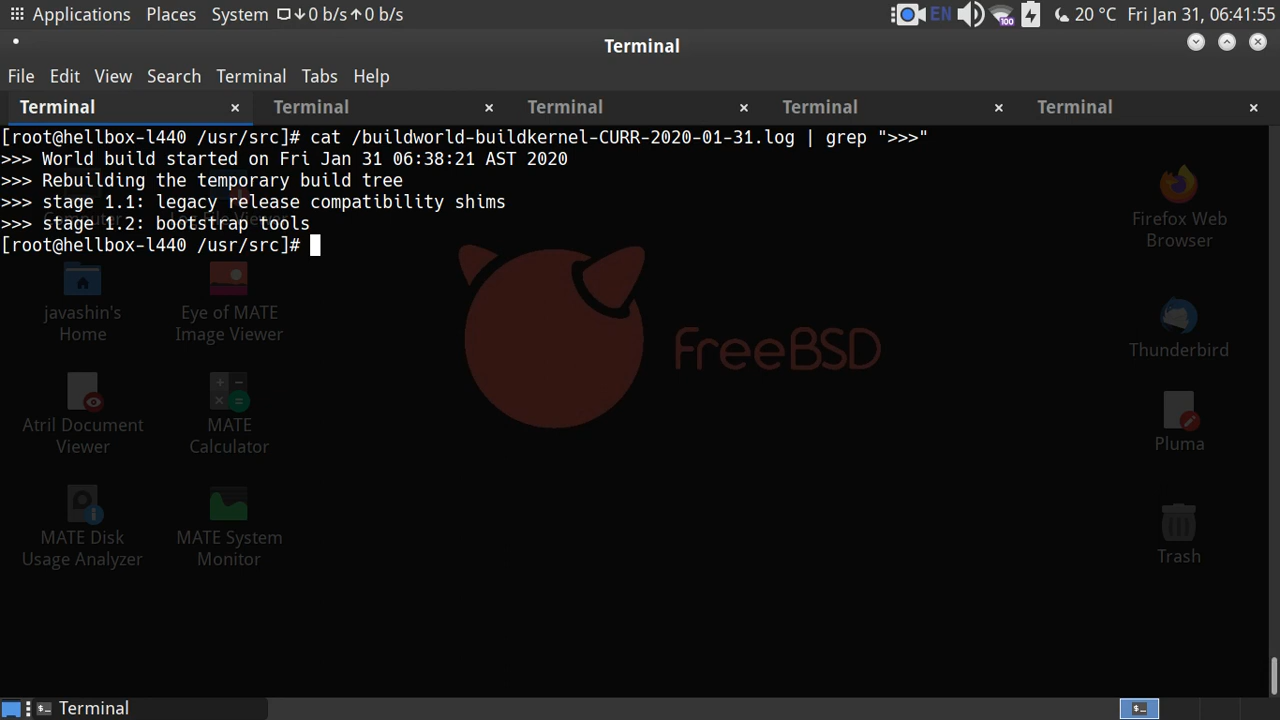 Applications Places System 0 b/s 0 b/s EN 100 20 °C Fri Jan 31, 06:41:55
Terminal
File Edit View Search Terminal Tabs Help
Terminal × Terminal × Terminal × Terminal × Terminal ×
[root@hellbox-l440 /usr/src]# cat /buildworld-buildkernel-CURR-2020-01-31.log | grep ">>>"
>>> World build started on Fri Jan 31 06:38:21 AST 2020
>>> Rebuilding the temporary build tree
>>> stage 1.1: legacy release compatibility shims
>>> stage 1.2: bootstrap tools
[root@hellbox-l440 /usr/src]#
Computer
Log File Viewer
Firefox Web
Browser
javashin's
Home
Eye of MATE
Image Viewer
FreeBSD
Thunderbird
Atril Document
Viewer
MATE
Calculator
Pluma
MATE Disk
Usage Analyzer
MATE System
Monitor
Trash
Terminal